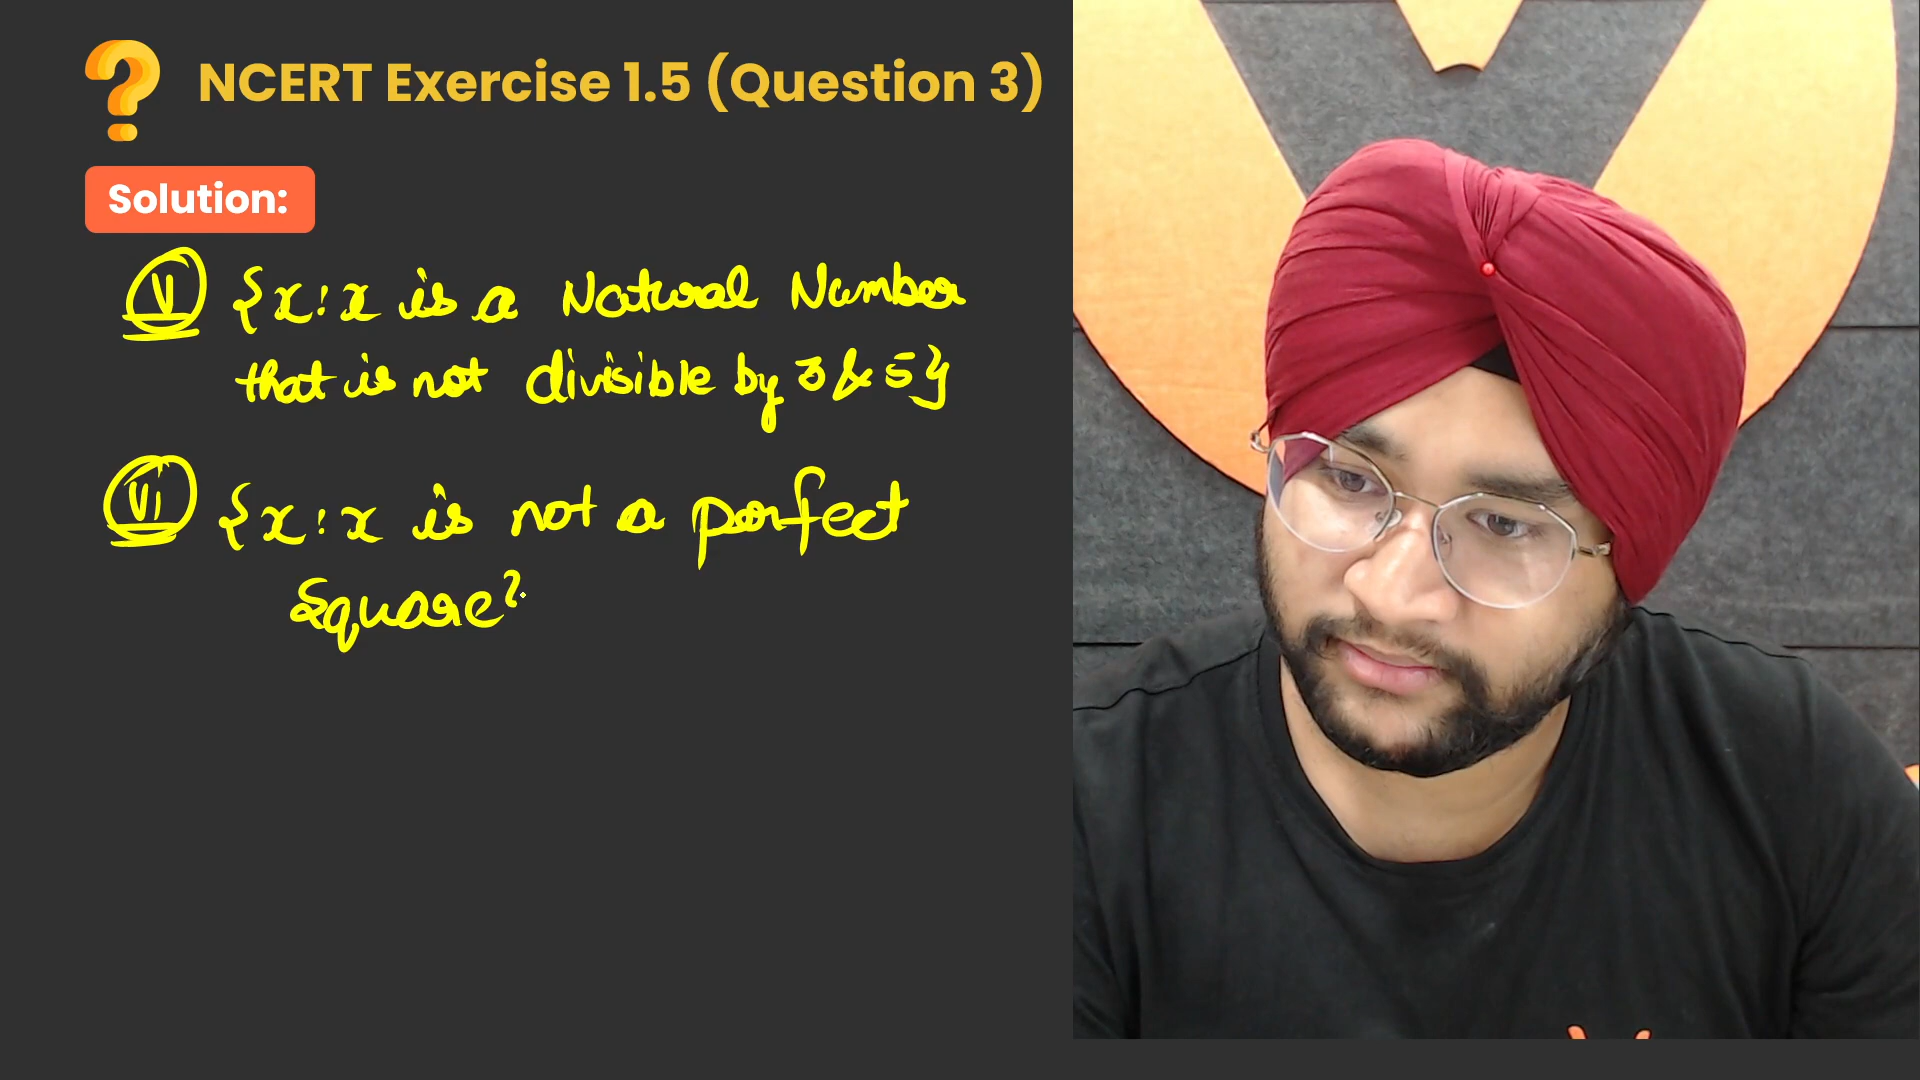 NCERT Exercise 1.5 (Question 3)
Solution:
V {x : x is a Natural Number
that is not divisible by 3 & 5}
VI {x : x is not a perfect
Square}